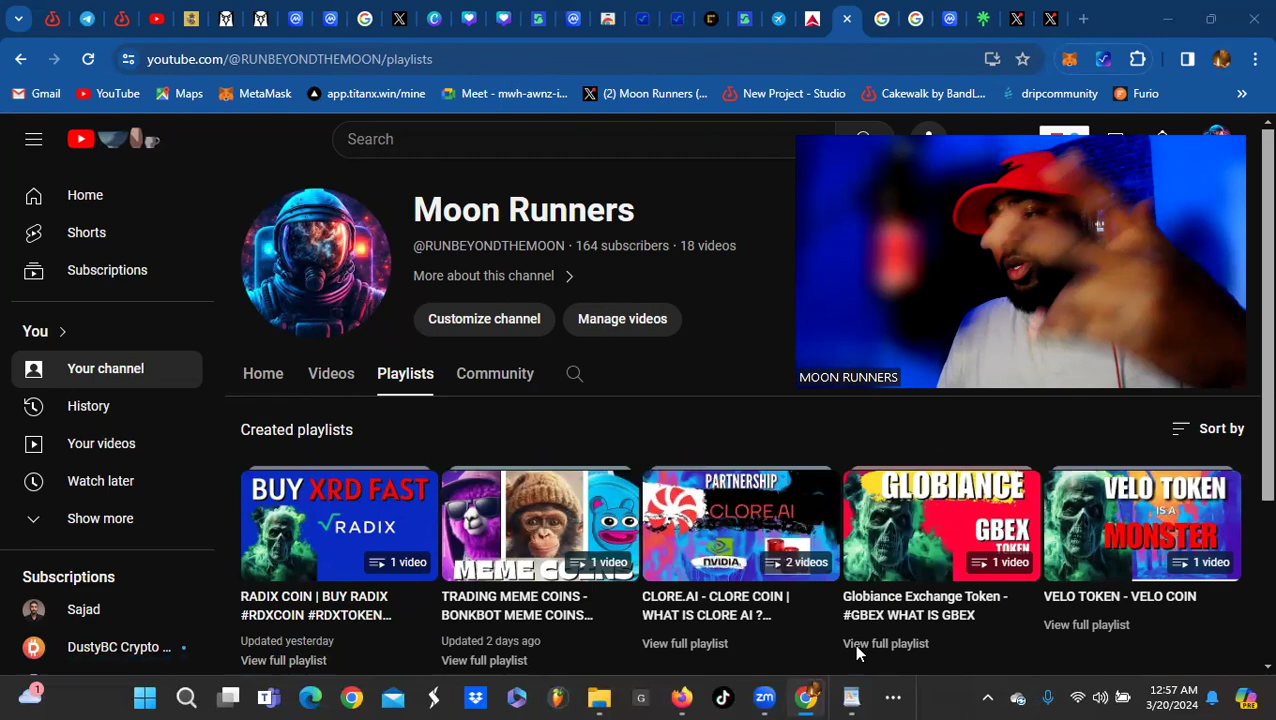 youtube.com/@RUNBEYONDTHEMOON/playlists
Gmail
YouTube
Maps
MetaMask
app.titanx.win/mine
Meet - mwh-awnz-i...
(2) Moon Runners (...
New Project - Studio
Cakewalk by BandL...
dripcommunity
Furio
Search
Home
Shorts
Subscriptions
You
Your channel
History
Your videos
Watch later
Show more
Subscriptions
Sajad
DustyBC Crypto ...
Moon Runners
@RUNBEYONDTHEMOON · 164 subscribers · 18 videos
More about this channel
Customize channel
Manage videos
MOON RUNNERS
Home
Videos
Playlists
Community
Created playlists
Sort by
BUY XRD FAST
RADIX
1 video
RADIX COIN | BUY RADIX
#RDXCOIN #RDXTOKEN...
Updated yesterday
View full playlist
MEME COINS
1 video
TRADING MEME COINS -
BONKBOT MEME COINS...
Updated 2 days ago
View full playlist
PARTNERSHIP
CLORE.AI
NVIDIA.
2 videos
CLORE.AI - CLORE COIN |
WHAT IS CLORE AI ?...
View full playlist
GLOBIANCE
GBEX
TOKEN
1 video
Globiance Exchange Token -
#GBEX WHAT IS GBEX
View full playlist
VELO TOKEN
IS A
MONSTER
1 video
VELO TOKEN - VELO COIN
View full playlist
1
12:57 AM
3/20/2024
PRE